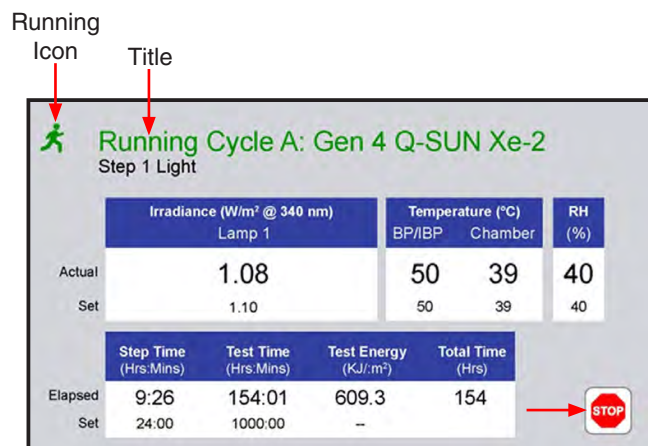 Running
Icon
Title
Running Cycle A: Gen 4 Q-SUN Xe-2
Step 1 Light
Irradiance (W/m² @ 340 nm) Temperature (°C) RH
Lamp 1 BP/IBP Chamber (%)
Actual 1.08 50 39 40
Set 1.10 50 39 40
Step Time Test Time Test Energy Total Time
(Hrs:Mins) (Hrs:Mins) (KJ/:m²) (Hrs)
Elapsed 9:26 154:01 609.3 154
Set 24:00 1000:00 --
STOP